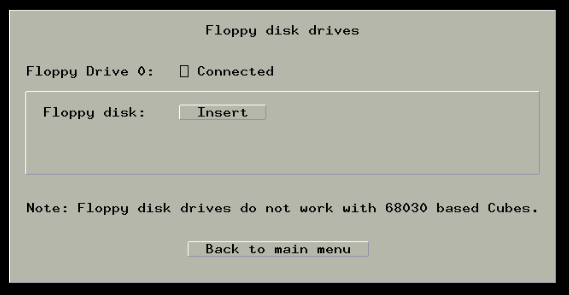 Floppy disk drives
Floppy Drive 0: Connected
Floppy disk: Insert
Note: Floppy disk drives do not work with 68030 based Cubes.
Back to main menu